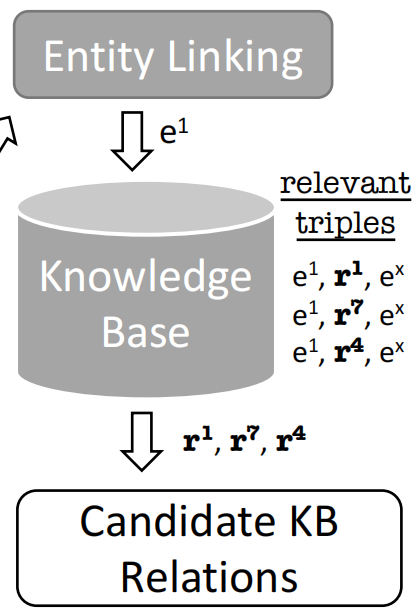 Entity Linking
e¹
relevant
triples
Knowledge
Base
e¹, r¹, eˣ
e¹, r⁷, eˣ
e¹, r⁴, eˣ
r¹, r⁷, r⁴
Candidate KB
Relations